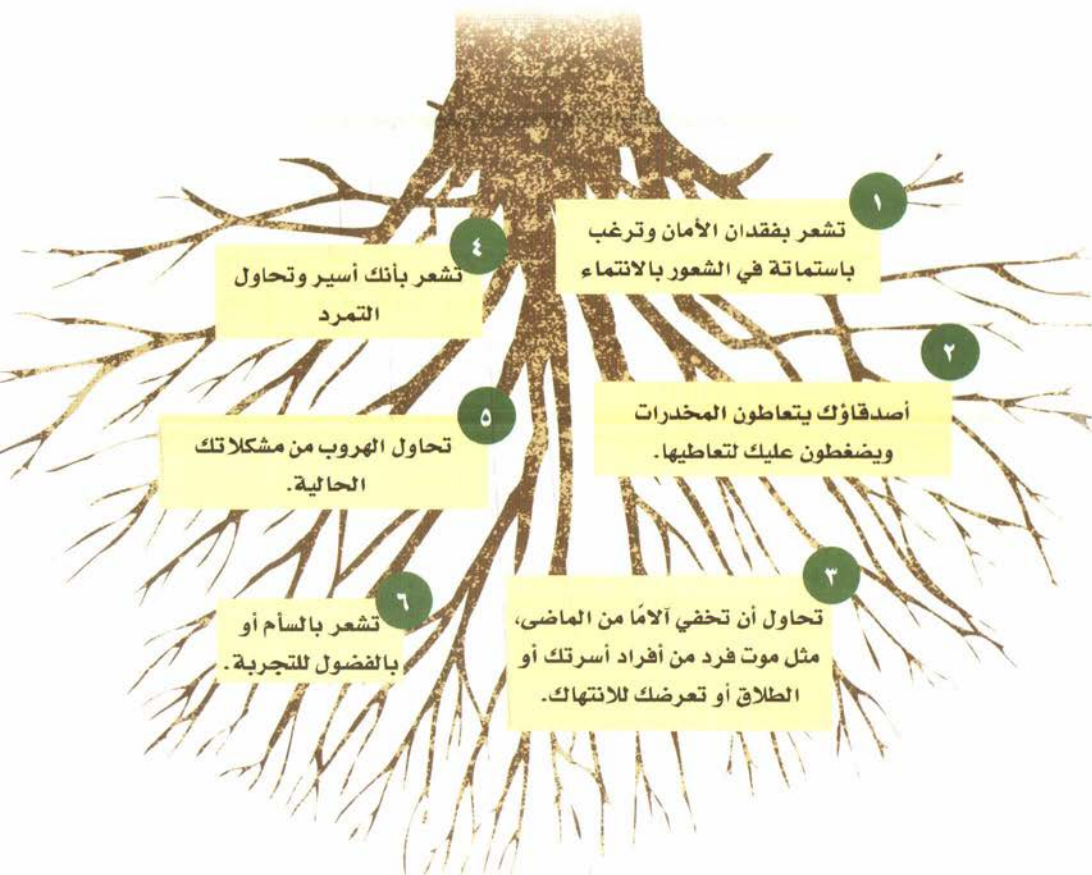 ١
تشعر بفقدان الأمان وترغب
باستماتة في الشعور بالانتماء
٢
أصدقاؤك يتعاطون المخدرات
ويضغطون عليك لتعاطيها.
٣
تحاول أن تخفي آلامًا من الماضى،
مثل موت فرد من أفراد أسرتك أو
الطلاق أو تعرضك للانتهاك.
٤
تشعر بأنك أسير وتحاول
التمرد
٥
تحاول الهروب من مشكلاتك
الحالية.
٦
تشعر بالسأم أو
بالفضول للتجربة.